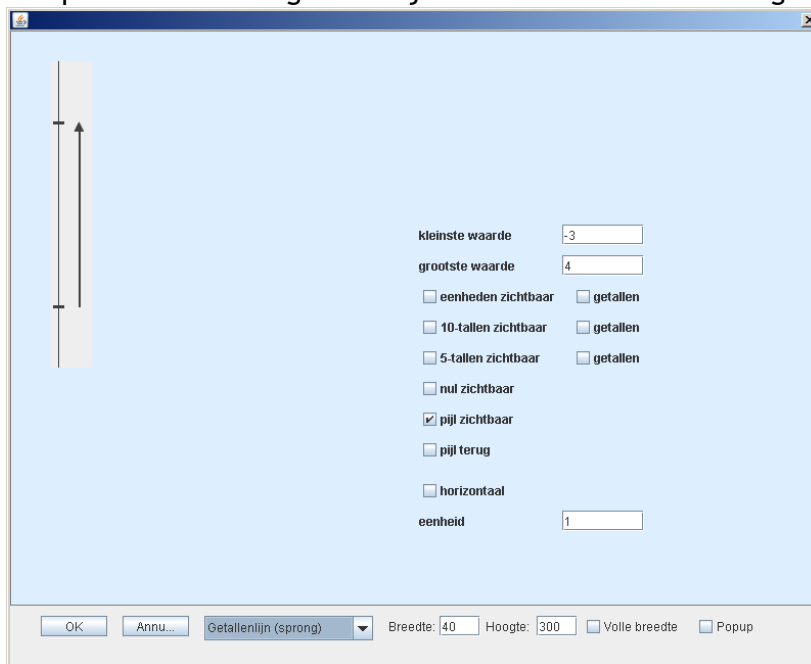 kleinste waarde -3
grootste waarde 4
eenheden zichtbaar getallen
10-tallen zichtbaar getallen
5-tallen zichtbaar getallen
nul zichtbaar
pijl zichtbaar
pijl terug
horizontaal
eenheid 1
OK Annu... Getallenlijn (sprong) Breedte: 40 Hoogte: 300 Volle breedte Popup